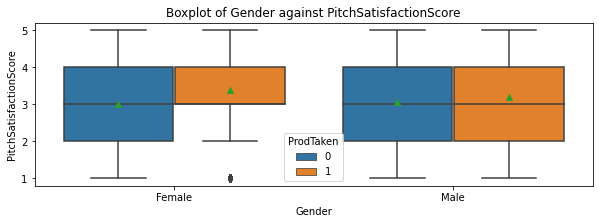 Boxplot of Gender against PitchSatisfactionScore
PitchSatisfactionScore
5
4
3
2
1
ProdTaken
0
1
Female
Male
Gender